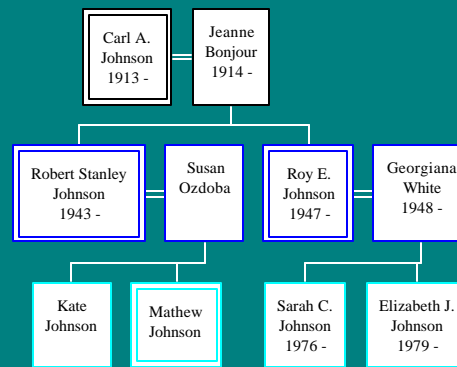 Carl A.
Johnson
1913 -
Jeanne
Bonjour
1914 -
Robert Stanley
Johnson
1943 -
Susan
Ozdoba
Roy E.
Johnson
1947 -
Georgiana
White
1948 -
Kate
Johnson
Mathew
Johnson
Sarah C.
Johnson
1976 -
Elizabeth J.
Johnson
1979 -